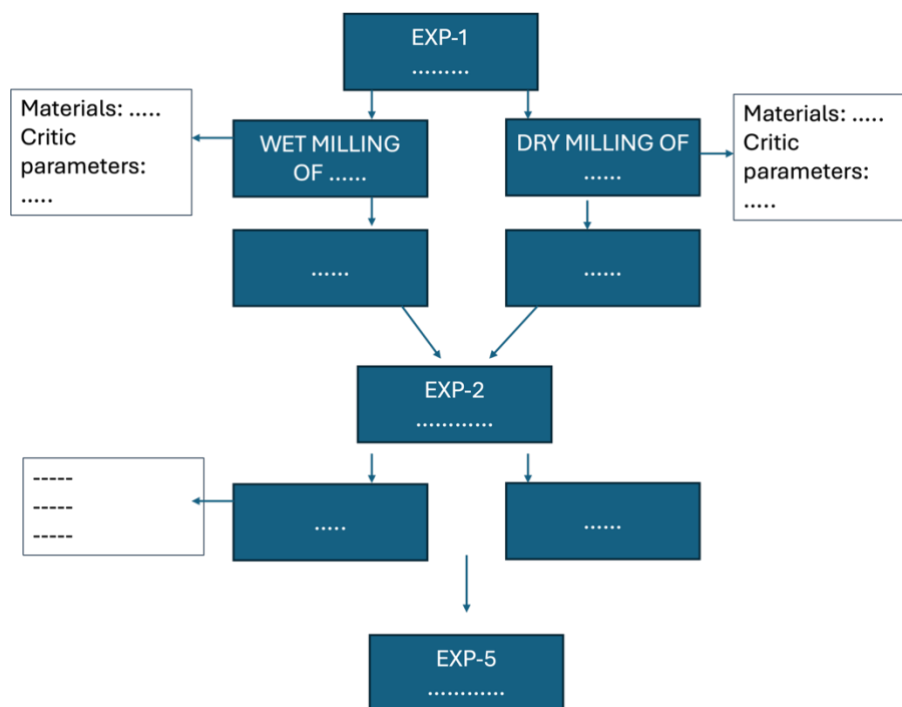 EXP-1
.........
Materials: .....
Critic
parameters:
.....
WET MILLING
OF ......
DRY MILLING OF
......
Materials: .....
Critic
parameters:
.....
......
......
EXP-2
............
-----
-----
-----
.....
......
EXP-5
............